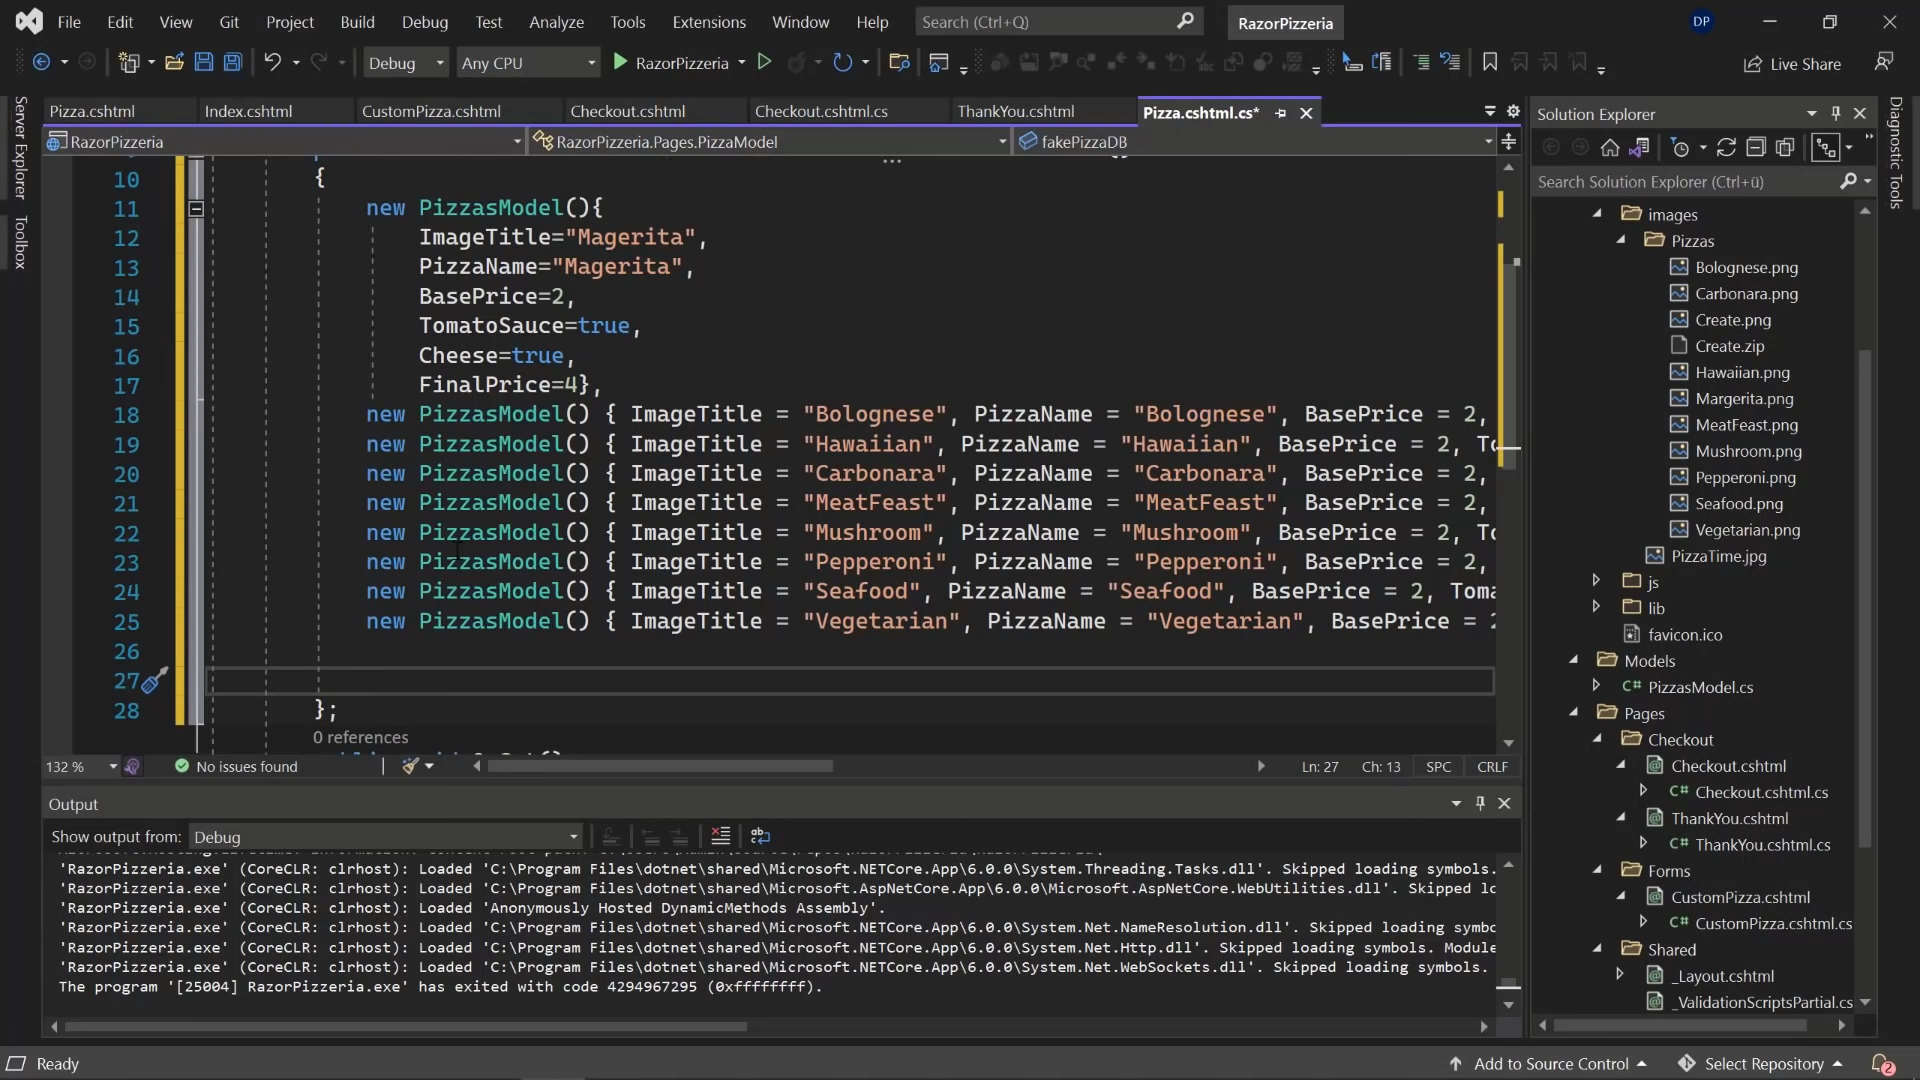 File Edit View Git Project Build Debug Test Analyze Tools Extensions Window Help Search (Ctrl+Q) RazorPizzeria DP
Debug Any CPU RazorPizzeria Live Share
Server Explorer
Toolbox
Pizza.cshtml Index.cshtml CustomPizza.cshtml Checkout.cshtml Checkout.cshtml.cs ThankYou.cshtml Pizza.cshtml.cs*
RazorPizzeria RazorPizzeria.Pages.PizzaModel fakePizzaDB
10 {
11 new PizzasModel(){
12 ImageTitle="Magerita",
13 PizzaName="Magerita",
14 BasePrice=2,
15 TomatoSauce=true,
16 Cheese=true,
17 FinalPrice=4},
18 new PizzasModel() { ImageTitle = "Bolognese", PizzaName = "Bolognese", BasePrice = 2,
19 new PizzasModel() { ImageTitle = "Hawaiian", PizzaName = "Hawaiian", BasePrice = 2, To
20 new PizzasModel() { ImageTitle = "Carbonara", PizzaName = "Carbonara", BasePrice = 2,
21 new PizzasModel() { ImageTitle = "MeatFeast", PizzaName = "MeatFeast", BasePrice = 2,
22 new PizzasModel() { ImageTitle = "Mushroom", PizzaName = "Mushroom", BasePrice = 2, To
23 new PizzasModel() { ImageTitle = "Pepperoni", PizzaName = "Pepperoni", BasePrice = 2,
24 new PizzasModel() { ImageTitle = "Seafood", PizzaName = "Seafood", BasePrice = 2, Toma
25 new PizzasModel() { ImageTitle = "Vegetarian", PizzaName = "Vegetarian", BasePrice = 2
26
27
28 };
0 references
132 % No issues found Ln: 27 Ch: 13 SPC CRLF
Output
Show output from: Debug
'RazorPizzeria.exe' (CoreCLR: clrhost): Loaded 'C:\Program Files\dotnet\shared\Microsoft.NETCore.App\6.0.0\System.Threading.Tasks.dll'. Skipped loading symbols.
'RazorPizzeria.exe' (CoreCLR: clrhost): Loaded 'C:\Program Files\dotnet\shared\Microsoft.AspNetCore.App\6.0.0\Microsoft.AspNetCore.WebUtilities.dll'. Skipped lo
'RazorPizzeria.exe' (CoreCLR: clrhost): Loaded 'Anonymously Hosted DynamicMethods Assembly'.
'RazorPizzeria.exe' (CoreCLR: clrhost): Loaded 'C:\Program Files\dotnet\shared\Microsoft.NETCore.App\6.0.0\System.Net.NameResolution.dll'. Skipped loading symbo
'RazorPizzeria.exe' (CoreCLR: clrhost): Loaded 'C:\Program Files\dotnet\shared\Microsoft.NETCore.App\6.0.0\System.Net.Http.dll'. Skipped loading symbols. Module
'RazorPizzeria.exe' (CoreCLR: clrhost): Loaded 'C:\Program Files\dotnet\shared\Microsoft.NETCore.App\6.0.0\System.Net.WebSockets.dll'. Skipped loading symbols.
The program '[25004] RazorPizzeria.exe' has exited with code 4294967295 (0xffffffff).
Solution Explorer
Search Solution Explorer (Ctrl+ü)
images
Pizzas
Bolognese.png
Carbonara.png
Create.png
Create.zip
Hawaiian.png
Margerita.png
MeatFeast.png
Mushroom.png
Pepperoni.png
Seafood.png
Vegetarian.png
PizzaTime.jpg
js
lib
favicon.ico
Models
C# PizzasModel.cs
Pages
Checkout
Checkout.cshtml
C# Checkout.cshtml.cs
ThankYou.cshtml
C# ThankYou.cshtml.cs
Forms
CustomPizza.cshtml
C# CustomPizza.cshtml.cs
Shared
_Layout.cshtml
_ValidationScriptsPartial.cs
Diagnostic Tools
Ready Add to Source Control Select Repository 2